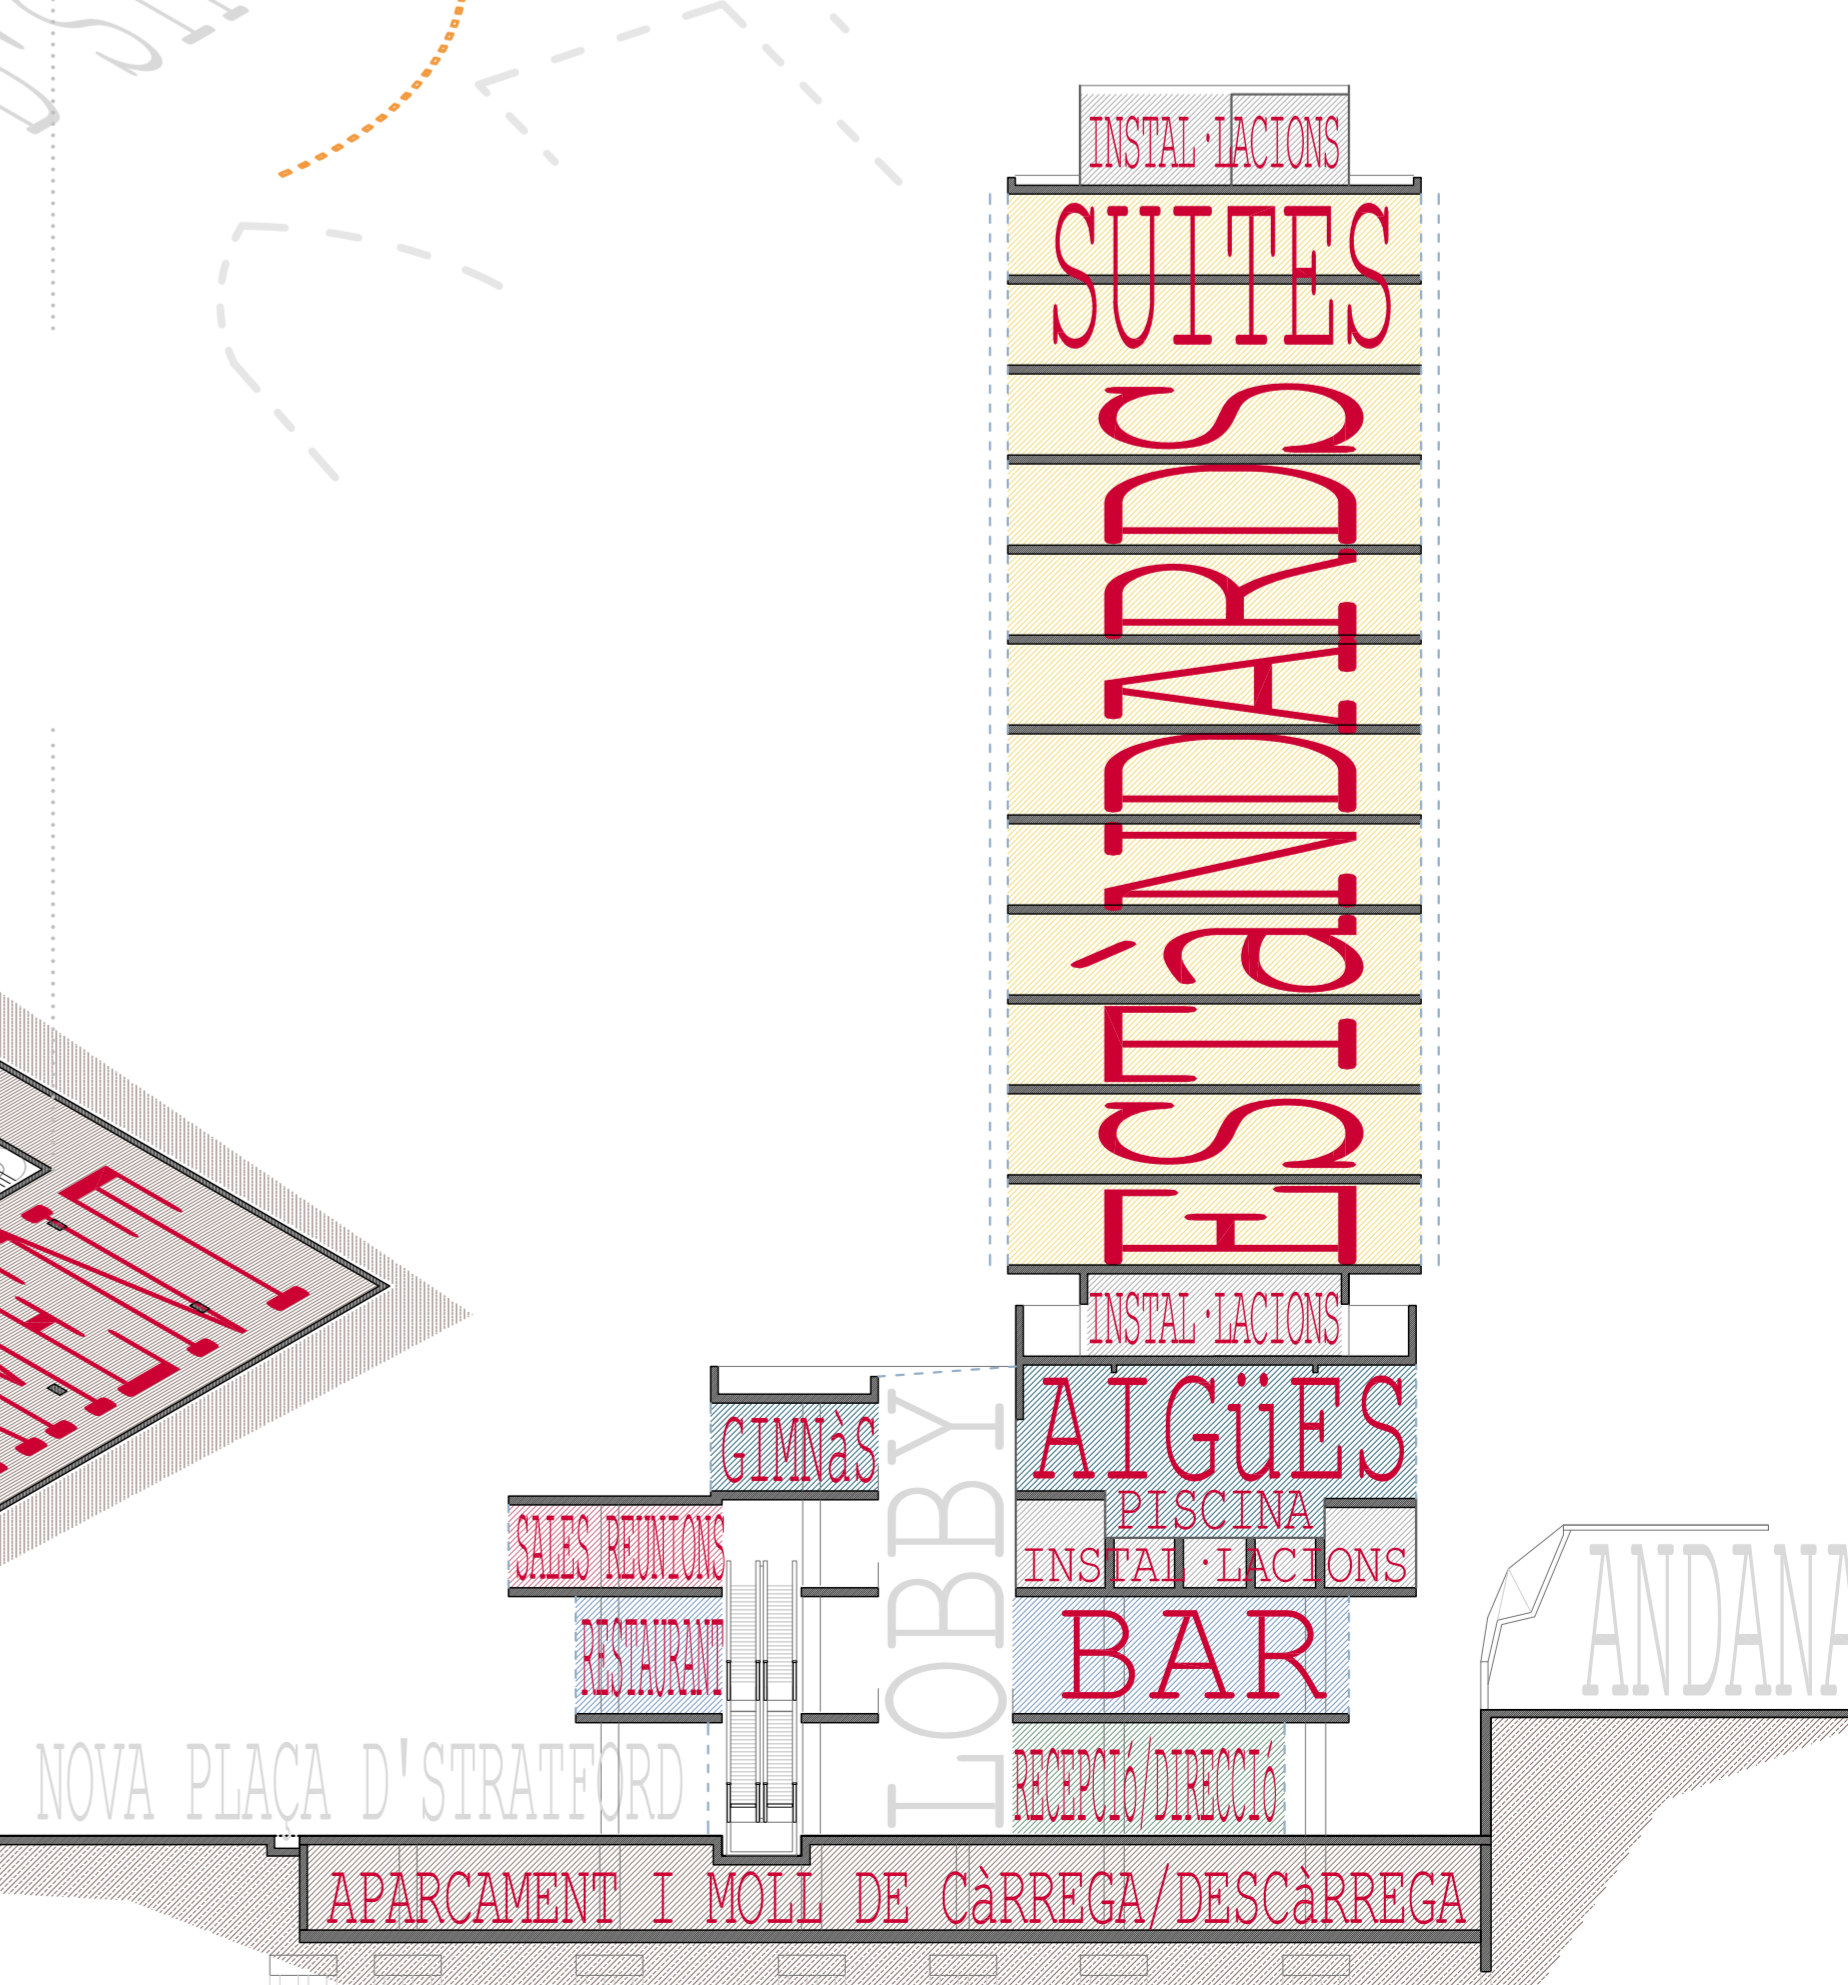 INSTAL·LACIONS
SUITES
ESTàNDARDS
INSTAL·LACIONS
AIGüES
GIMNàS
LOBBY
PISCINA
SALES REUNIONS
INSTAL·LACIONS
RESTAURANT
BAR
ANDANA
NOVA PLAÇA D'STRATFORD
RECEPCIó/DIRECCIó
APARCAMENT I MOLL DE CàRREGA/DESCàRREGA